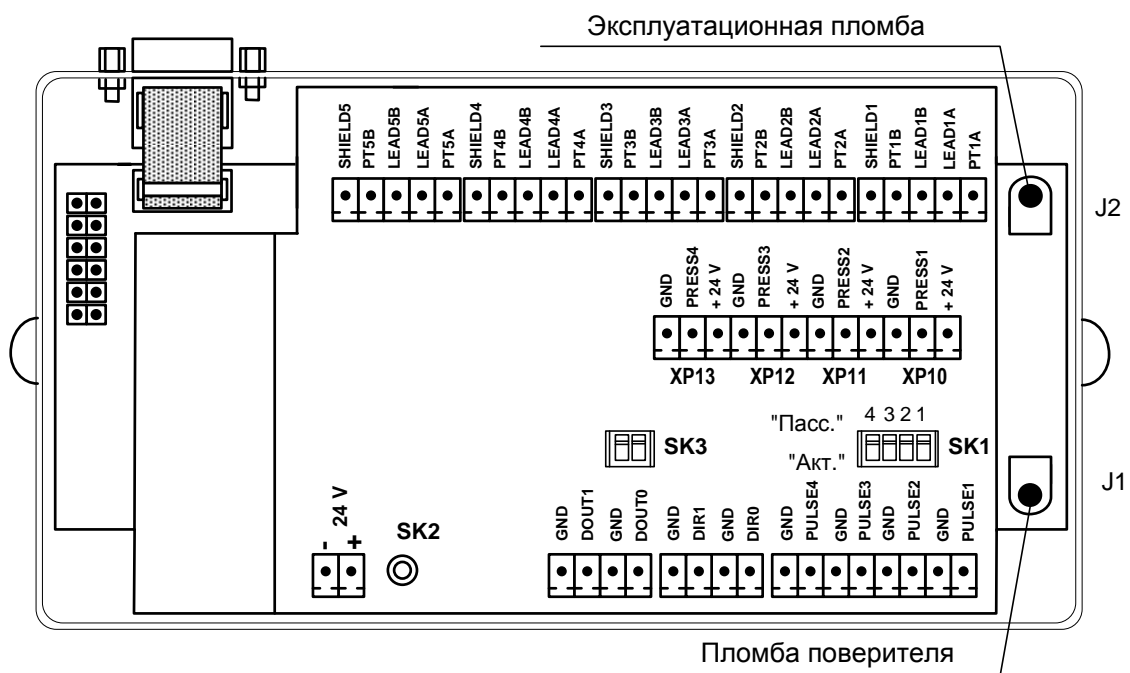 Эксплуатационная пломба
SHIELD5
PT5B
LEAD5B
LEAD5A
PT5A
SHIELD4
PT4B
LEAD4B
LEAD4A
PT4A
SHIELD3
PT3B
LEAD3B
LEAD3A
PT3A
SHIELD2
PT2B
LEAD2B
LEAD2A
PT2A
SHIELD1
PT1B
LEAD1B
LEAD1A
PT1A
J2
GND
PRESS4
+ 24 V
GND
PRESS3
+ 24 V
GND
PRESS2
+ 24 V
GND
PRESS1
+ 24 V
XP13 XP12 XP11 XP10
"Пасс." 4 3 2 1
SK3
SK1
"Акт."
J1
- 24 V +
SK2
GND
DOUT1
GND
DOUT0
GND
DIR1
GND
DIR0
GND
PULSE4
GND
PULSE3
GND
PULSE2
GND
PULSE1
Пломба поверителя